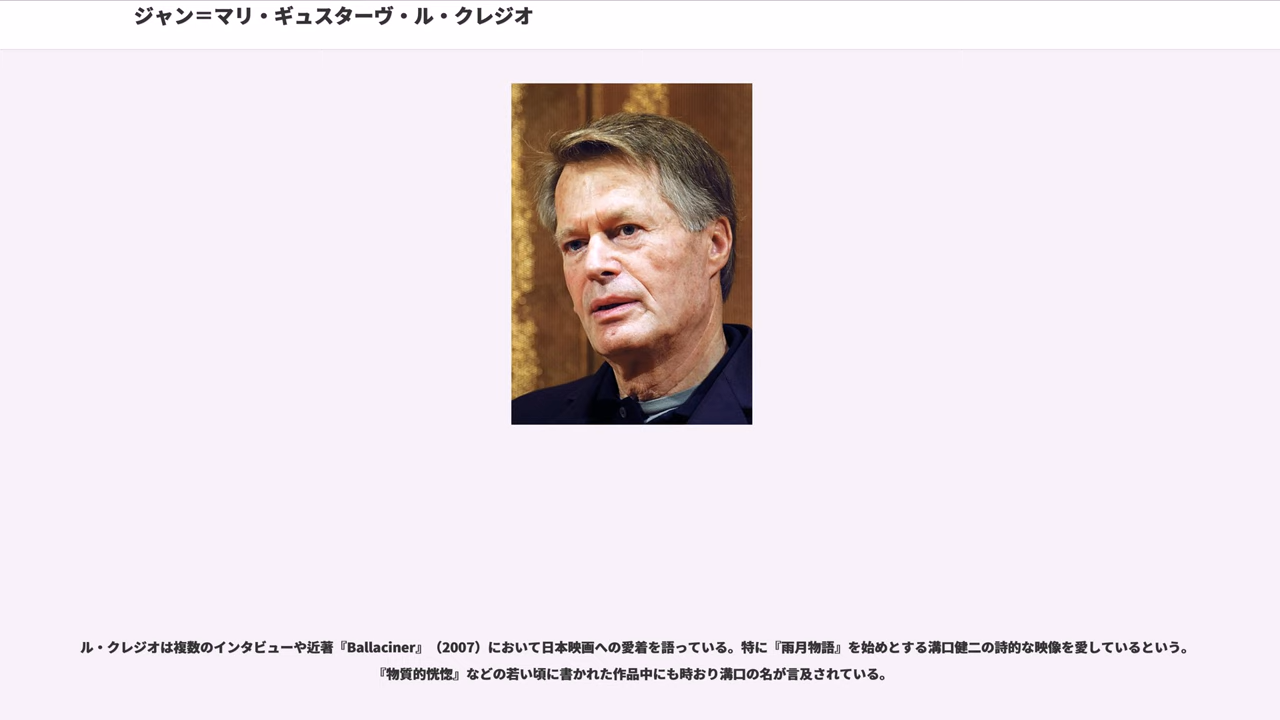 ジャン＝マリ・ギュスターヴ・ル・クレジオ
ル・クレジオは複数のインタビューや近著『Ballaciner』（2007）において日本映画への愛着を語っている。特に『雨月物語』を始めとする溝口健二の詩的な映像を愛しているという。
『物質的恍惚』などの若い頃に書かれた作品中にも時おり溝口の名が言及されている。